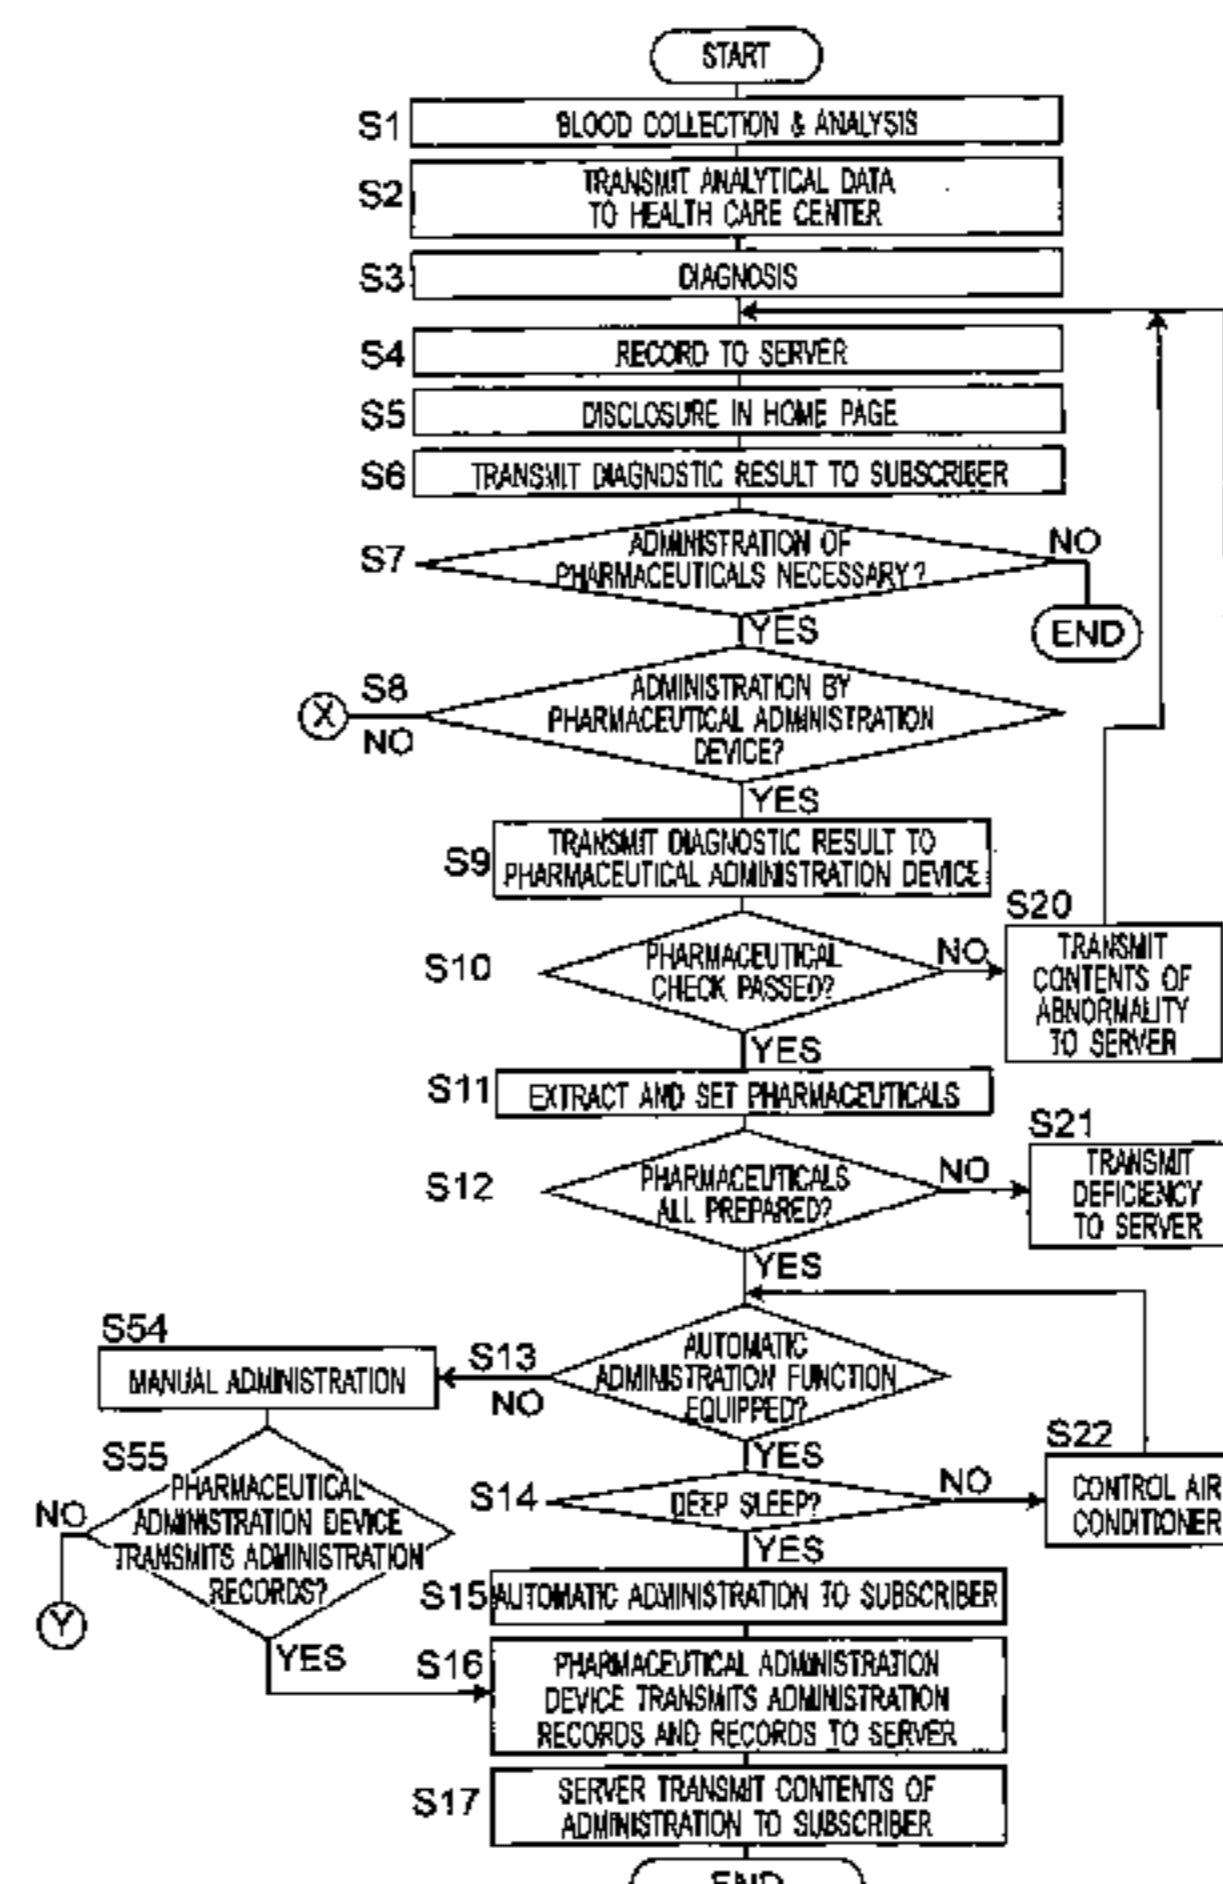 START
S1
BLOOD COLLECTION & ANALYSIS
S2
TRANSMIT ANALYTICAL DATA
TO HEALTH CARE CENTER
S3
DIAGNOSIS
S4
RECORD TO SERVER
S5
DISCLOSURE IN HOME PAGE
S6
TRANSMIT DIAGNOSTIC RESULT TO SUBSCRIBER
S7
ADMINISTRATION OF
PHARMACEUTICALS NECESSARY?
NO
END
YES
S8
X
NO
ADMINISTRATION BY
PHARMACEUTICAL ADMINISTRATION
DEVICE?
YES
S9
TRANSMIT DIAGNOSTIC RESULT TO
PHARMACEUTICAL ADMINISTRATION DEVICE
S10
PHARMACEUTICAL
CHECK PASSED?
NO
S20
TRANSMIT
CONTENTS OF
ABNORMALITY
TO SERVER
YES
S11
EXTRACT AND SET PHARMACEUTICALS
S12
PHARMACEUTICALS
ALL PREPARED?
NO
S21
TRANSMIT
DEFICIENCY
TO SERVER
YES
S13
AUTOMATIC
ADMINISTRATION FUNCTION
EQUIPPED?
NO
S54
MANUAL ADMINISTRATION
S55
PHARMACEUTICAL
ADMINISTRATION DEVICE
TRANSMITS ADMINISTRATION
RECORDS?
NO
Y
YES
YES
S14
DEEP SLEEP?
NO
S22
CONTROL AIR
CONDITIONER
YES
S15
AUTOMATIC ADMINISTRATION TO SUBSCRIBER
S16
PHARMACEUTICAL ADMINISTRATION
DEVICE TRANSMITS ADMINISTRATION
RECORDS AND RECORDS TO SERVER
S17
SERVER TRANSMIT CONTENTS OF
ADMINISTRATION TO SUBSCRIBER
END